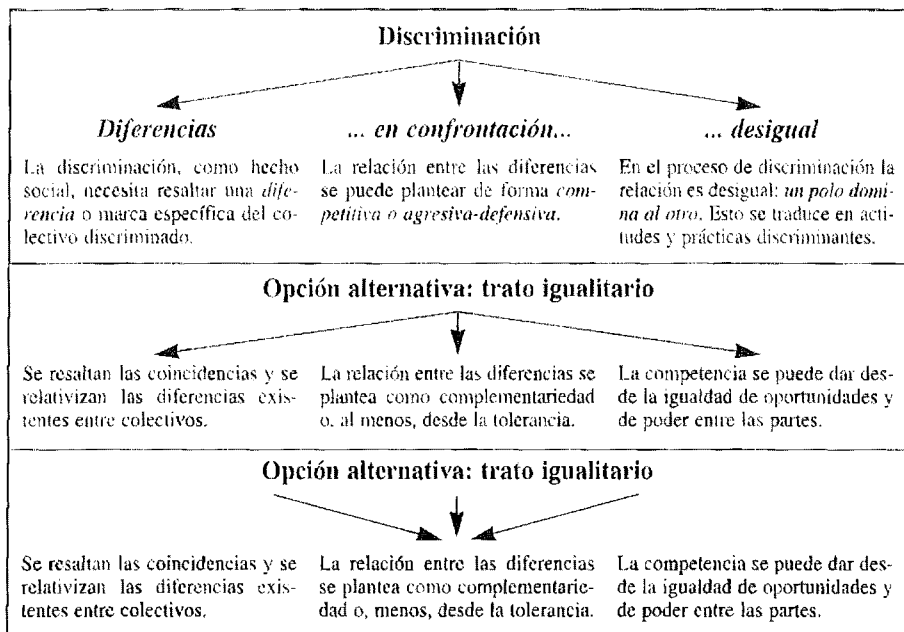 Discriminación
Diferencias
La discriminación, como hecho
social, necesita resaltar una dife-
rencia o marca específica del co-
lectivo discriminado.
... en confrontación...
La relación entre las diferencias
se puede plantear de forma com-
petitiva o agresiva-defensiva.
... desigual
En el proceso de discriminación la
relación es desigual: un polo domi-
na al otro. Esto se traduce en acti-
tudes y prácticas discriminantes.
Opción alternativa: trato igualitario
Se resaltan las coincidencias y se
relativizan las diferencias exis-
tentes entre colectivos.
La relación entre las diferencias se
plantea como complementariedad
o, al menos, desde la tolerancia.
La competencia se puede dar des-
de la igualdad de oportunidades y
de poder entre las partes.
Opción alternativa: trato igualitario
Se resaltan las coincidencias y se
relativizan las diferencias exis-
tentes entre colectivos.
La relación entre las diferencias
se plantea como complementarie-
dad o, menos, desde la tolerancia.
La competencia se puede dar des-
de la igualdad de oportunidades y
de poder entre las partes.